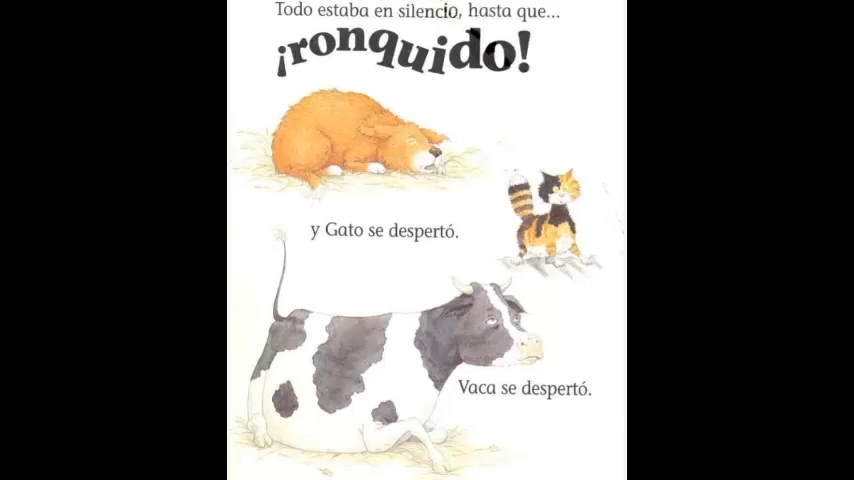 Todo estaba en silencio, hasta que...
¡ronquido!
y Gato se despertó.
Vaca se despertó.